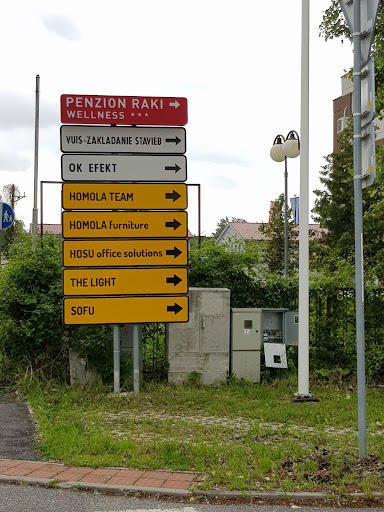 PENZION RAKI
WELLNESS ***
VUIS-ZAKLADANIE STAVIEB
OK EFEKT
HOMOLA TEAM
HOMOLA furniture
HOSU office solutions
THE LIGHT
SOFU